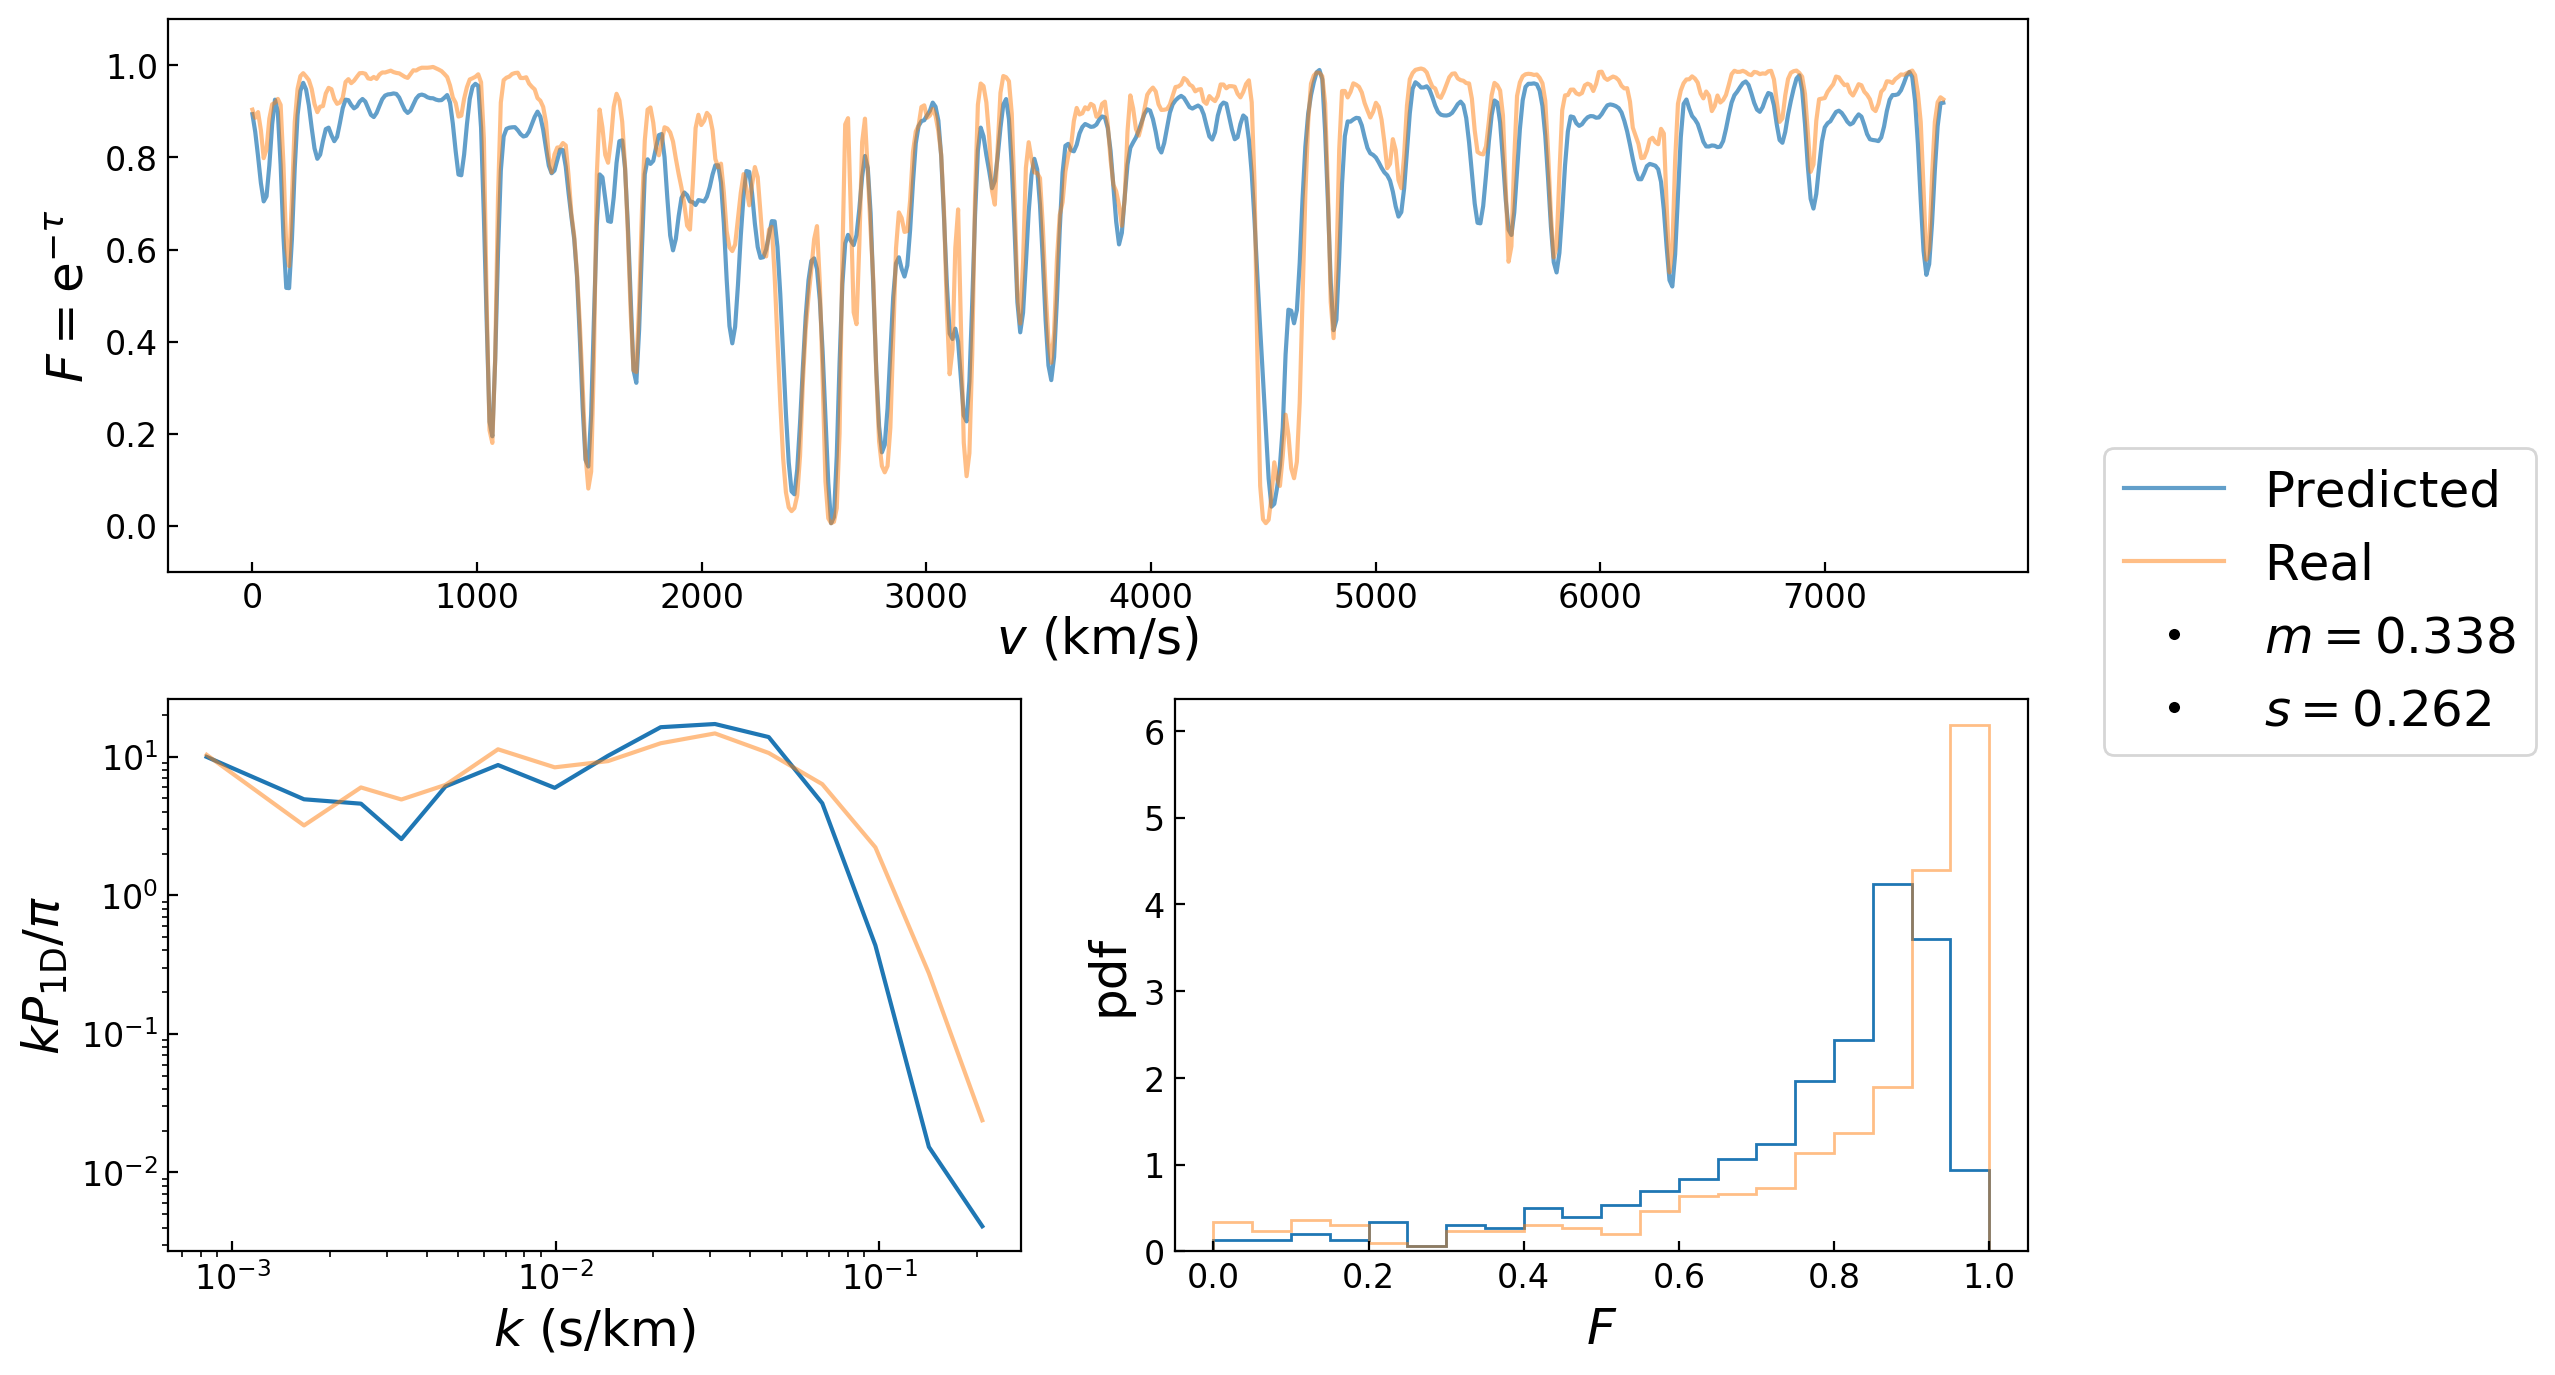 1.0
0.8
0.6
0.4
0.2
0.0
F = e^{-τ}
0 1000 2000 3000 4000 5000 6000 7000
v (km/s)
Predicted
Real
m = 0.338
s = 0.262
10^1
10^0
10^{-1}
10^{-2}
kP_{1D}/π
10^{-3} 10^{-2} 10^{-1}
k (s/km)
6
5
4
3
2
1
0
pdf
0.0 0.2 0.4 0.6 0.8 1.0
F